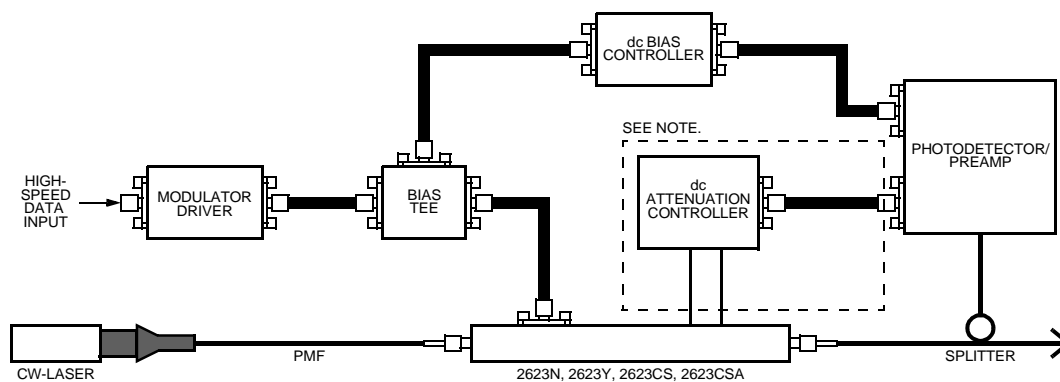 dc BIAS
CONTROLLER
SEE NOTE.
PHOTODETECTOR/
PREAMP
HIGH-
SPEED
DATA
INPUT
MODULATOR
DRIVER
BIAS
TEE
dc
ATTENUATION
CONTROLLER
CW-LASER
PMF
2623N, 2623Y, 2623CS, 2623CSA
SPLITTER